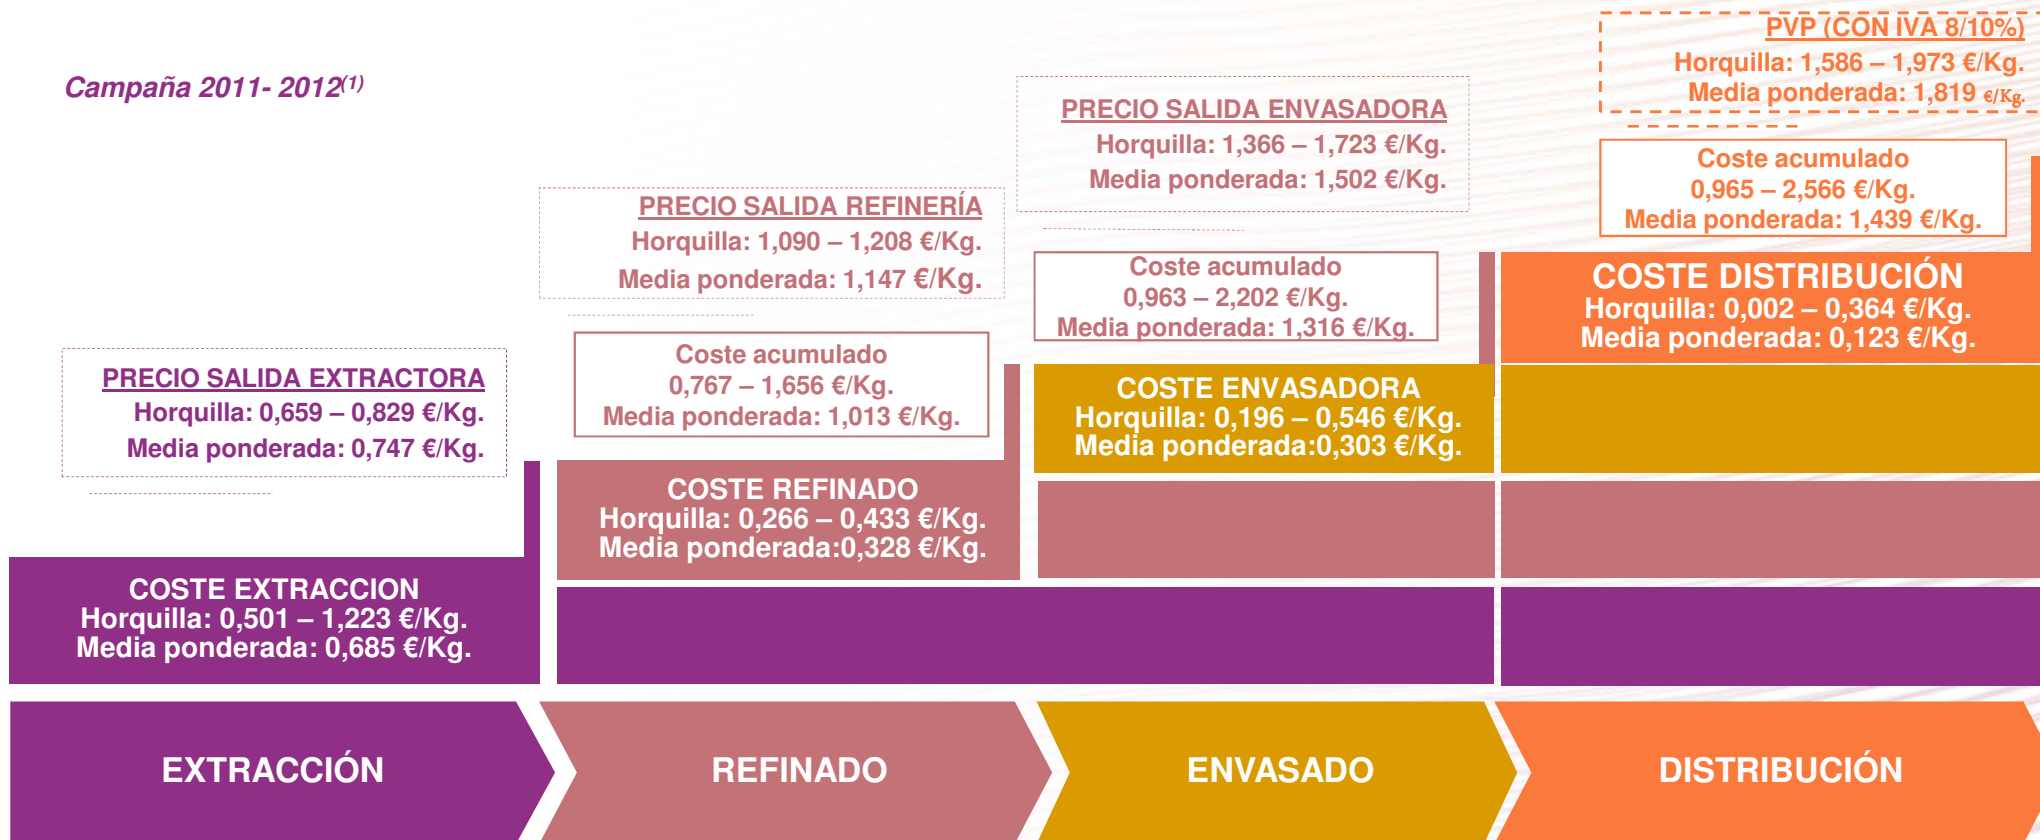 Campaña 2011- 2012(1)
PRECIO SALIDA EXTRACTORA
Horquilla: 0,659 – 0,829 €/Kg.
Media ponderada: 0,747 €/Kg.
COSTE EXTRACCION
Horquilla: 0,501 – 1,223 €/Kg.
Media ponderada: 0,685 €/Kg.
EXTRACCIÓN
PRECIO SALIDA REFINERÍA
Horquilla: 1,090 – 1,208 €/Kg.
Media ponderada: 1,147 €/Kg.
Coste acumulado
0,767 – 1,656 €/Kg.
Media ponderada: 1,013 €/Kg.
COSTE REFINADO
Horquilla: 0,266 – 0,433 €/Kg.
Media ponderada:0,328 €/Kg.
REFINADO
PRECIO SALIDA ENVASADORA
Horquilla: 1,366 – 1,723 €/Kg.
Media ponderada: 1,502 €/Kg.
Coste acumulado
0,963 – 2,202 €/Kg.
Media ponderada: 1,316 €/Kg.
COSTE ENVASADORA
Horquilla: 0,196 – 0,546 €/Kg.
Media ponderada:0,303 €/Kg.
ENVASADO
PVP (CON IVA 8/10%)
Horquilla: 1,586 – 1,973 €/Kg.
Media ponderada: 1,819 €/Kg.
Coste acumulado
0,965 – 2,566 €/Kg.
Media ponderada: 1,439 €/Kg.
COSTE DISTRIBUCIÓN
Horquilla: 0,002 – 0,364 €/Kg.
Media ponderada: 0,123 €/Kg.
DISTRIBUCIÓN